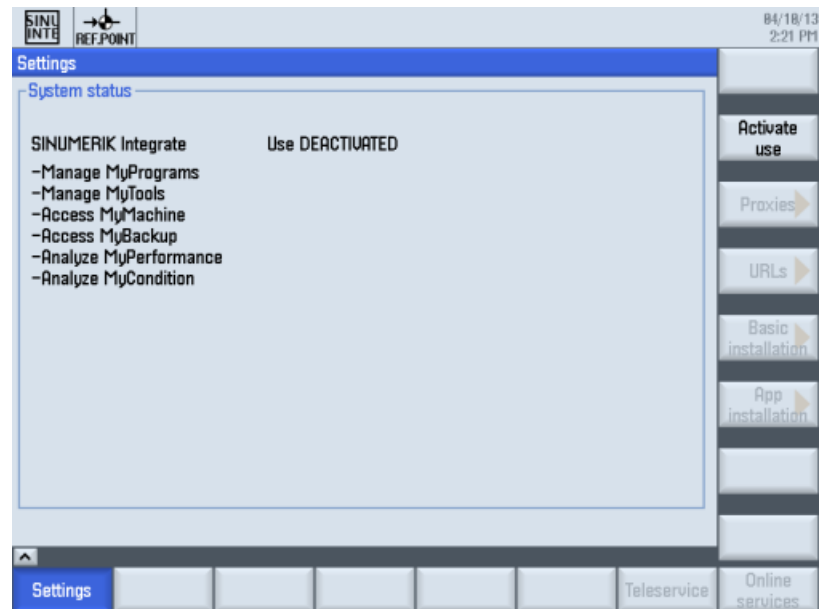 SINU
INTE
REF.POINT
04/18/13
2:21 PM
Settings
System status
SINUMERIK Integrate Use DEACTIVATED
-Manage MyPrograms
-Manage MyTools
-Access MyMachine
-Access MyBackup
-Analyze MyPerformance
-Analyze MyCondition
Activate
use
Proxies
URLs
Basic
installation
App
installation
Settings
Teleservice
Online
services